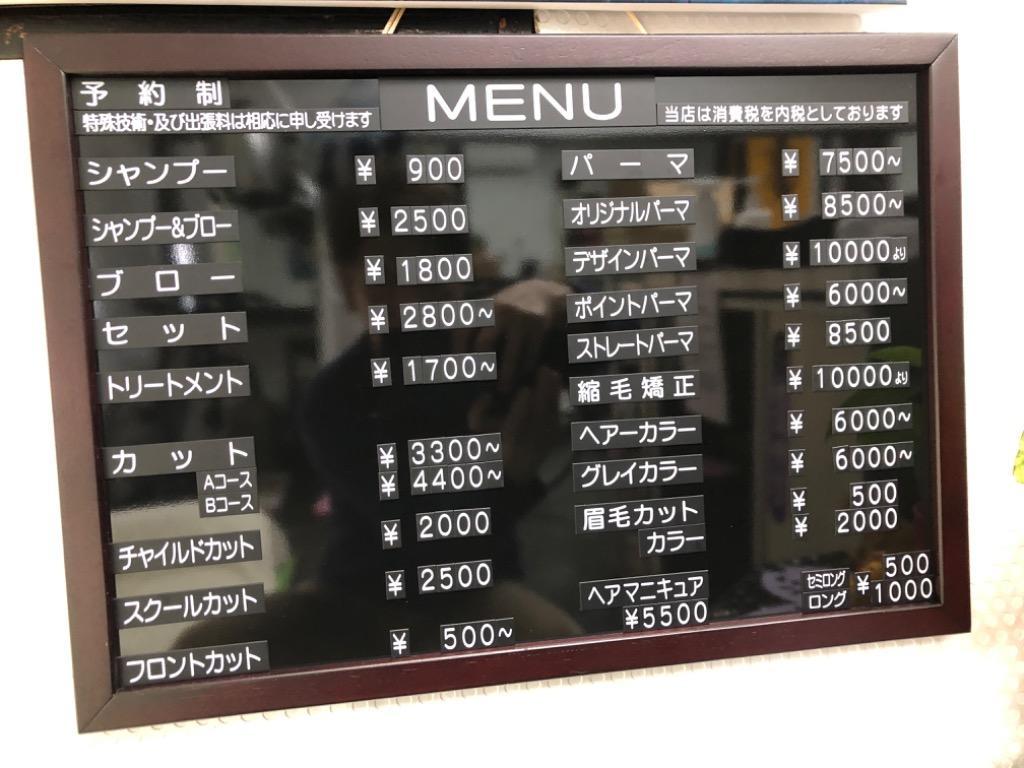 予約制
特殊技術・及び出張料は相応に申し受けます
MENU
当店は消費税を内税としております
シャンプー ¥ 900
シャンプー&ブロー ¥ 2500
ブロー ¥ 1800
セット ¥ 2800~
トリートメント ¥ 1700~
カット
Aコース ¥ 3300~
Bコース ¥ 4400~
チャイルドカット ¥ 2000
スクールカット ¥ 2500
フロントカット ¥ 500~
パーマ ¥ 7500~
オリジナルパーマ ¥ 8500~
デザインパーマ ¥ 10000より
ポイントパーマ ¥ 6000~
ストレートパーマ ¥ 8500
縮毛矯正 ¥ 10000より
ヘアーカラー ¥ 6000~
グレイカラー ¥ 6000~
眉毛カット ¥ 500
カラー ¥ 2000
ヘアマニキュア
¥5500
セミロング ¥ 500
ロング 1000